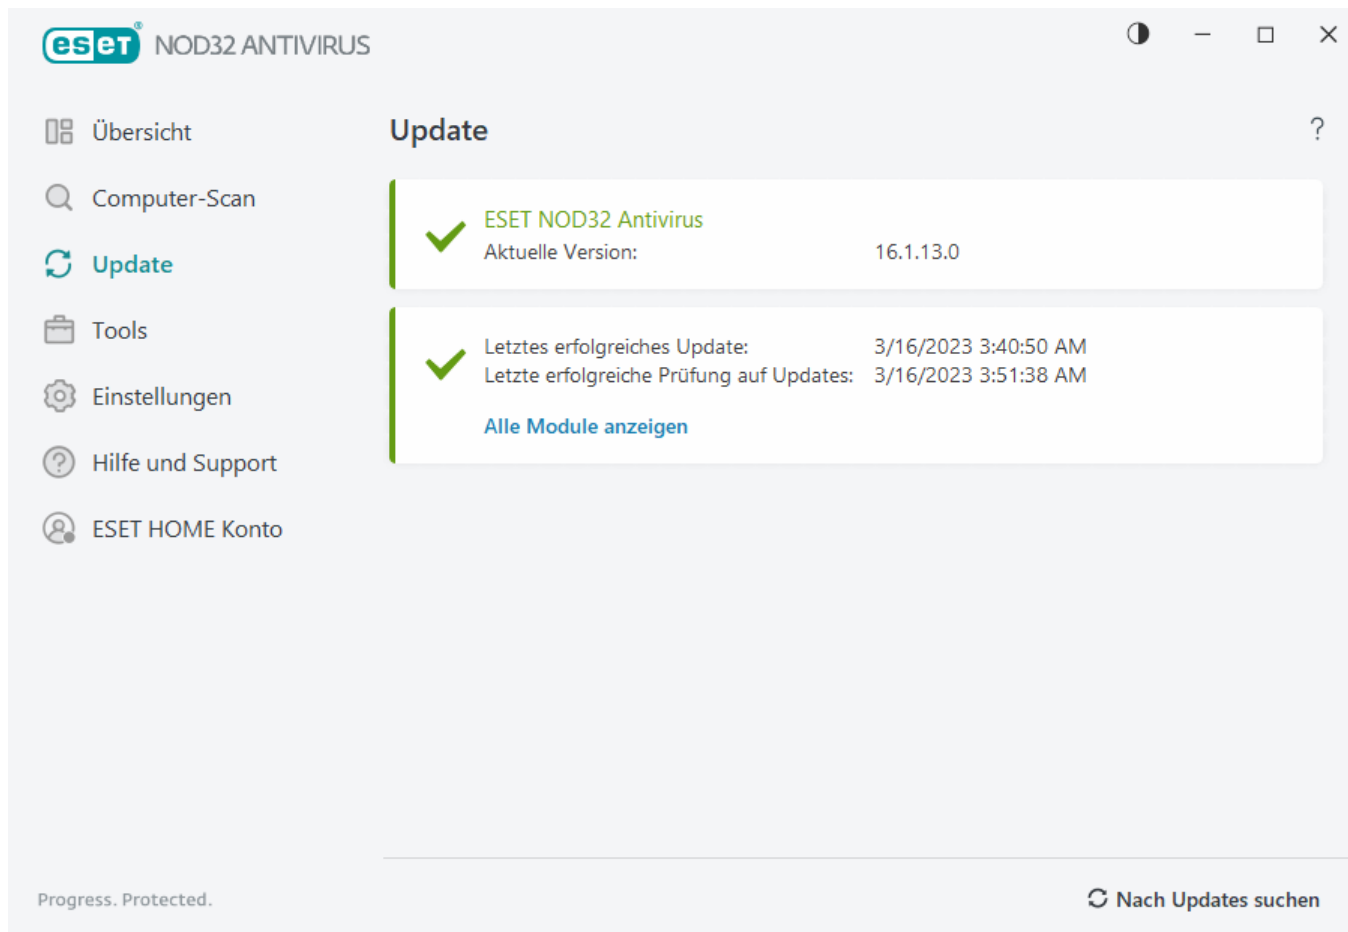 eset® NOD32 ANTIVIRUS
Übersicht
Computer-Scan
Update
Tools
Einstellungen
Hilfe und Support
ESET HOME Konto
Update
?
ESET NOD32 Antivirus
Aktuelle Version: 16.1.13.0
Letztes erfolgreiches Update: 3/16/2023 3:40:50 AM
Letzte erfolgreiche Prüfung auf Updates: 3/16/2023 3:51:38 AM
Alle Module anzeigen
Progress. Protected.
Nach Updates suchen